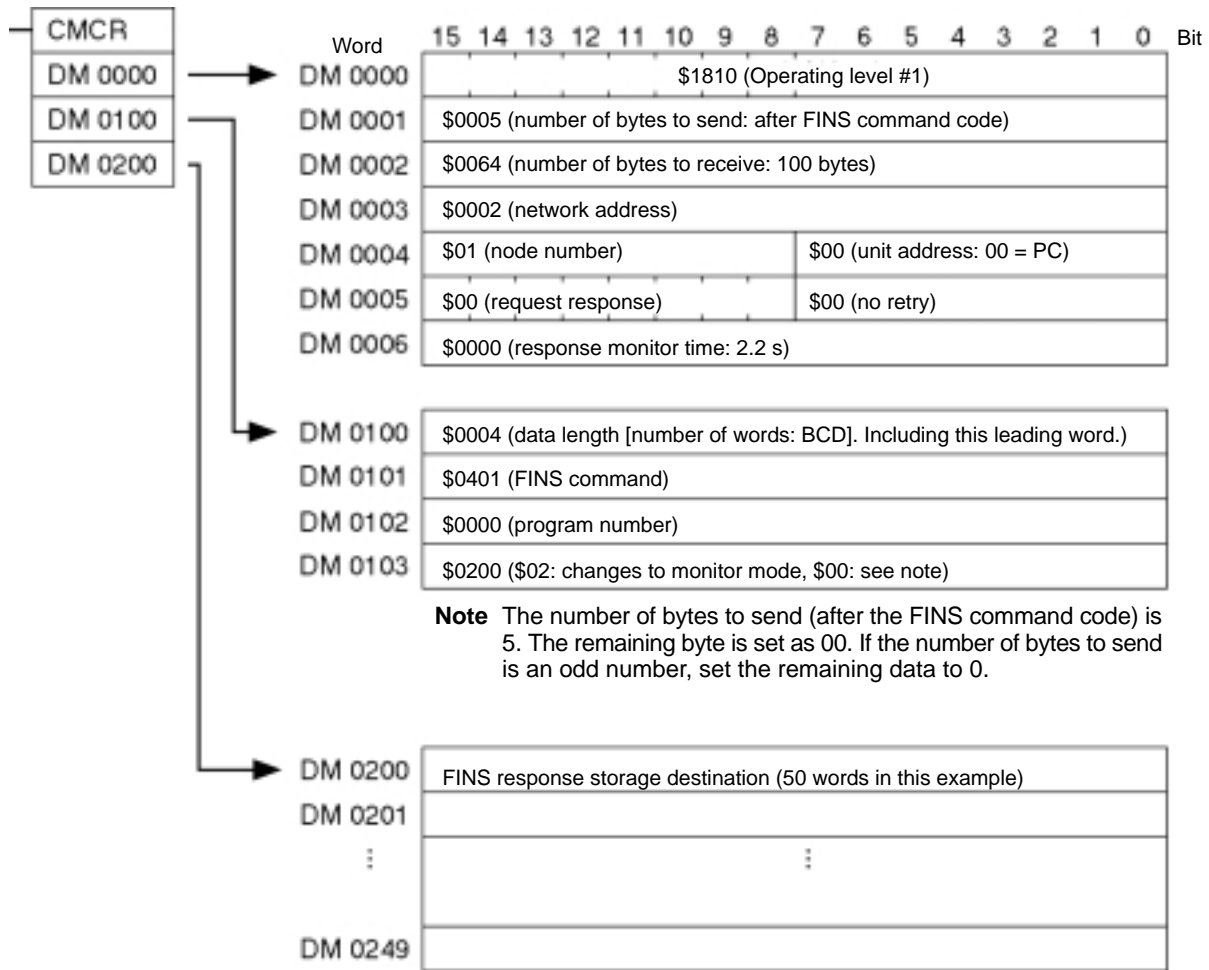 CMCR
DM 0000
DM 0100
DM 0200
Word 15 14 13 12 11 10 9 8 7 6 5 4 3 2 1 0 Bit
DM 0000 $1810 (Operating level #1)
DM 0001 $0005 (number of bytes to send: after FINS command code)
DM 0002 $0064 (number of bytes to receive: 100 bytes)
DM 0003 $0002 (network address)
DM 0004 $01 (node number) $00 (unit address: 00 = PC)
DM 0005 $00 (request response) $00 (no retry)
DM 0006 $0000 (response monitor time: 2.2 s)
DM 0100 $0004 (data length [number of words: BCD]. Including this leading word.)
DM 0101 $0401 (FINS command)
DM 0102 $0000 (program number)
DM 0103 $0200 ($02: changes to monitor mode, $00: see note)
Note The number of bytes to send (after the FINS command code) is
5. The remaining byte is set as 00. If the number of bytes to send
is an odd number, set the remaining data to 0.
DM 0200 FINS response storage destination (50 words in this example)
DM 0201
⋮ ⋮
DM 0249